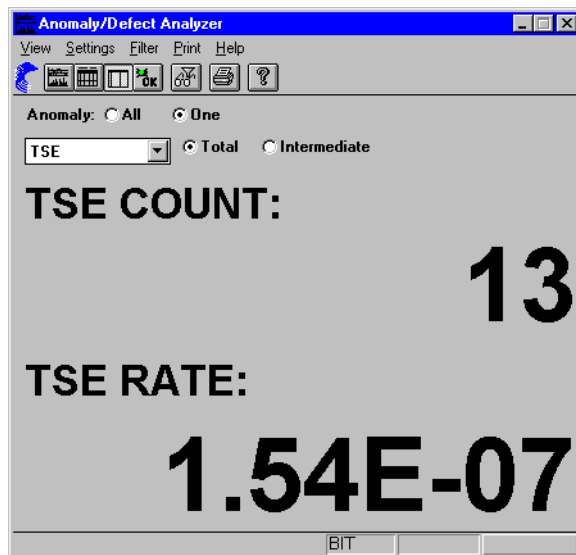 Anomaly/Defect Analyzer
View Settings Filter Print Help
OK ?
Anomaly: All One
TSE Total Intermediate
TSE COUNT:
13
TSE RATE:
1.54E-07
BIT